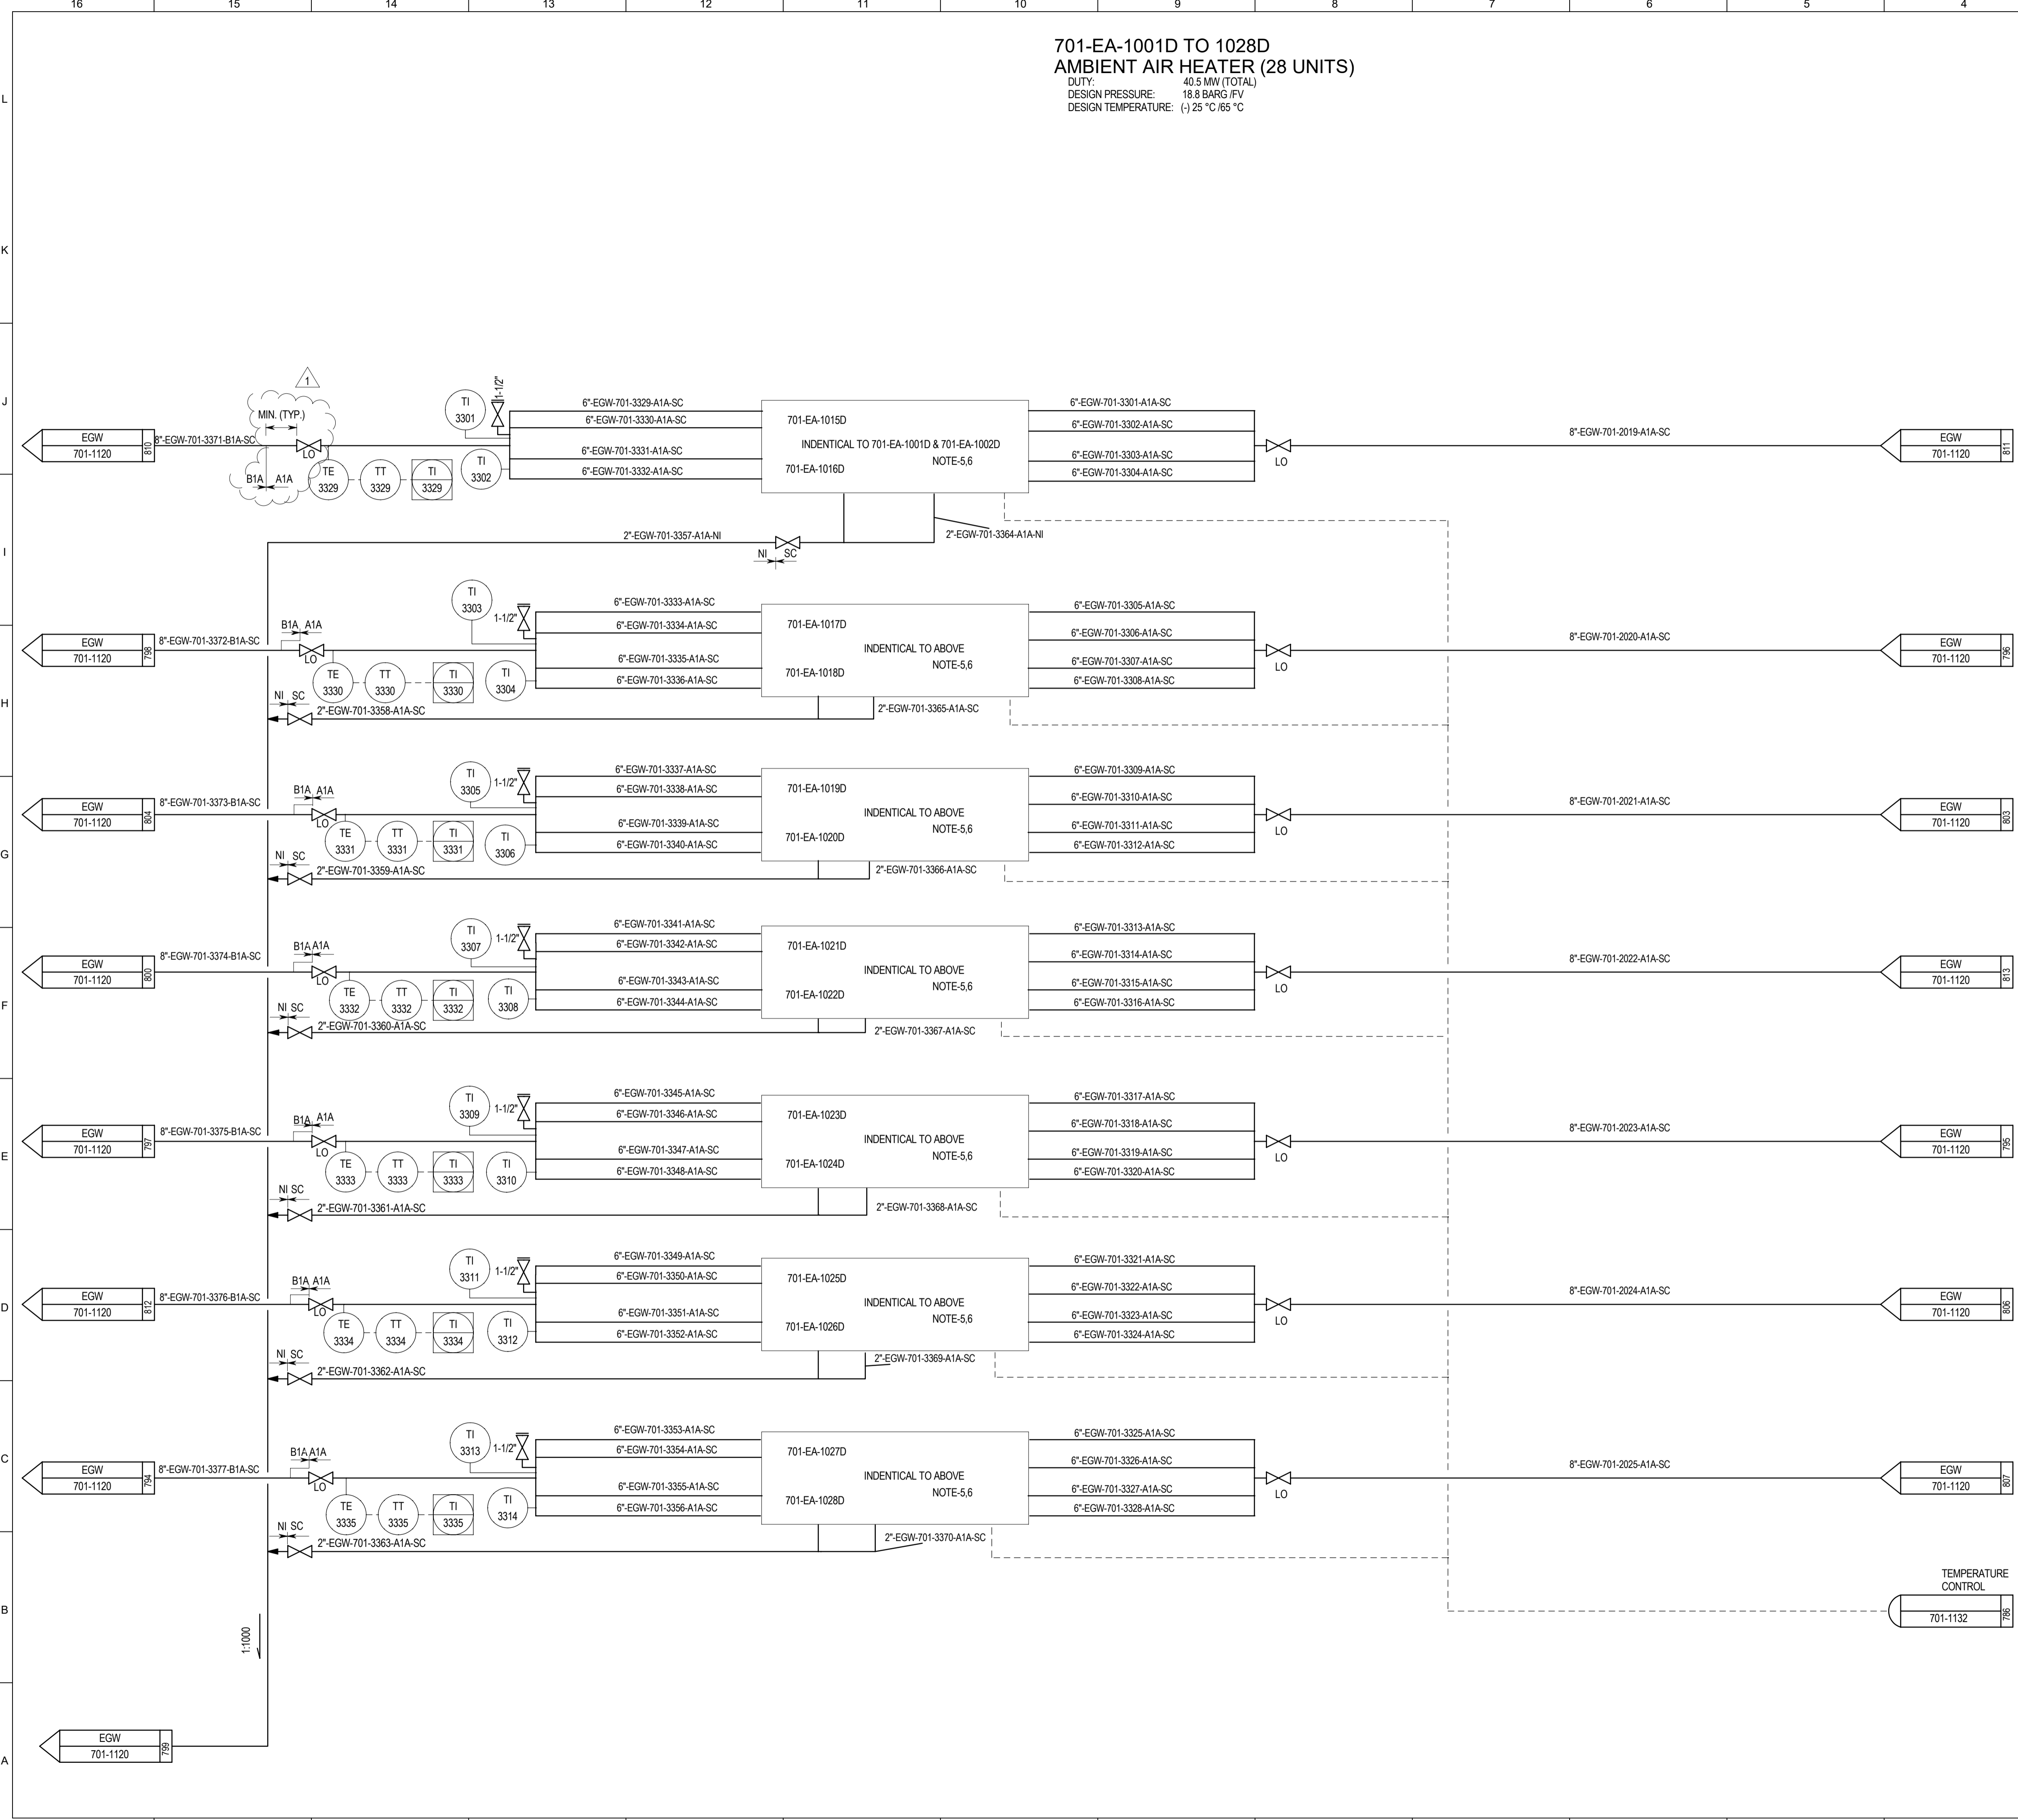 16 15 14 13 12 11 10 9 8 7 6 5 4
701-EA-1001D TO 1028D
AMBIENT AIR HEATER (28 UNITS)
DUTY: 40.5 MW (TOTAL)
DESIGN PRESSURE: 18.8 BARG /FV
DESIGN TEMPERATURE: (-) 25 °C /65 °C
L
K
J
I
H
G
F
E
D
C
B
A
1
MIN. (TYP.)
EGW
701-1120
810
8"-EGW-701-3371-B1A-SC
LO
B1A A1A
TE
3329
TT
3329
TI
3329
TI
3301
1-1/2"
TI
3302
6"-EGW-701-3329-A1A-SC
6"-EGW-701-3330-A1A-SC
6"-EGW-701-3331-A1A-SC
6"-EGW-701-3332-A1A-SC
701-EA-1015D
INDENTICAL TO 701-EA-1001D & 701-EA-1002D
NOTE-5,6
701-EA-1016D
6"-EGW-701-3301-A1A-SC
6"-EGW-701-3302-A1A-SC
6"-EGW-701-3303-A1A-SC
6"-EGW-701-3304-A1A-SC
LO
8"-EGW-701-2019-A1A-SC
EGW
701-1120
811
2"-EGW-701-3357-A1A-NI
NI SC
2"-EGW-701-3364-A1A-NI
EGW
701-1120
798
8"-EGW-701-3372-B1A-SC
B1A A1A
LO
TE
3330
TT
3330
TI
3330
TI
3303
1-1/2"
TI
3304
6"-EGW-701-3333-A1A-SC
6"-EGW-701-3334-A1A-SC
6"-EGW-701-3335-A1A-SC
6"-EGW-701-3336-A1A-SC
701-EA-1017D
INDENTICAL TO ABOVE
NOTE-5,6
701-EA-1018D
6"-EGW-701-3305-A1A-SC
6"-EGW-701-3306-A1A-SC
6"-EGW-701-3307-A1A-SC
6"-EGW-701-3308-A1A-SC
LO
8"-EGW-701-2020-A1A-SC
EGW
701-1120
796
NI SC
2"-EGW-701-3358-A1A-SC
2"-EGW-701-3365-A1A-SC
EGW
701-1120
804
8"-EGW-701-3373-B1A-SC
B1A A1A
LO
TE
3331
TT
3331
TI
3331
TI
3305
1-1/2"
TI
3306
6"-EGW-701-3337-A1A-SC
6"-EGW-701-3338-A1A-SC
6"-EGW-701-3339-A1A-SC
6"-EGW-701-3340-A1A-SC
701-EA-1019D
INDENTICAL TO ABOVE
NOTE-5,6
701-EA-1020D
6"-EGW-701-3309-A1A-SC
6"-EGW-701-3310-A1A-SC
6"-EGW-701-3311-A1A-SC
6"-EGW-701-3312-A1A-SC
LO
8"-EGW-701-2021-A1A-SC
EGW
701-1120
803
NI SC
2"-EGW-701-3359-A1A-SC
2"-EGW-701-3366-A1A-SC
EGW
701-1120
800
8"-EGW-701-3374-B1A-SC
B1A A1A
LO
TE
3332
TT
3332
TI
3332
TI
3307
1-1/2"
TI
3308
6"-EGW-701-3341-A1A-SC
6"-EGW-701-3342-A1A-SC
6"-EGW-701-3343-A1A-SC
6"-EGW-701-3344-A1A-SC
701-EA-1021D
INDENTICAL TO ABOVE
NOTE-5,6
701-EA-1022D
6"-EGW-701-3313-A1A-SC
6"-EGW-701-3314-A1A-SC
6"-EGW-701-3315-A1A-SC
6"-EGW-701-3316-A1A-SC
LO
8"-EGW-701-2022-A1A-SC
EGW
701-1120
813
NI SC
2"-EGW-701-3360-A1A-SC
2"-EGW-701-3367-A1A-SC
EGW
701-1120
797
8"-EGW-701-3375-B1A-SC
B1A A1A
LO
TE
3333
TT
3333
TI
3333
TI
3309
1-1/2"
TI
3310
6"-EGW-701-3345-A1A-SC
6"-EGW-701-3346-A1A-SC
6"-EGW-701-3347-A1A-SC
6"-EGW-701-3348-A1A-SC
701-EA-1023D
INDENTICAL TO ABOVE
NOTE-5,6
701-EA-1024D
6"-EGW-701-3317-A1A-SC
6"-EGW-701-3318-A1A-SC
6"-EGW-701-3319-A1A-SC
6"-EGW-701-3320-A1A-SC
LO
8"-EGW-701-2023-A1A-SC
EGW
701-1120
795
NI SC
2"-EGW-701-3361-A1A-SC
2"-EGW-701-3368-A1A-SC
EGW
701-1120
812
8"-EGW-701-3376-B1A-SC
B1A A1A
LO
TE
3334
TT
3334
TI
3334
TI
3311
1-1/2"
TI
3312
6"-EGW-701-3349-A1A-SC
6"-EGW-701-3350-A1A-SC
6"-EGW-701-3351-A1A-SC
6"-EGW-701-3352-A1A-SC
701-EA-1025D
INDENTICAL TO ABOVE
NOTE-5,6
701-EA-1026D
6"-EGW-701-3321-A1A-SC
6"-EGW-701-3322-A1A-SC
6"-EGW-701-3323-A1A-SC
6"-EGW-701-3324-A1A-SC
LO
8"-EGW-701-2024-A1A-SC
EGW
701-1120
806
NI SC
2"-EGW-701-3362-A1A-SC
2"-EGW-701-3369-A1A-SC
EGW
701-1120
794
8"-EGW-701-3377-B1A-SC
B1A A1A
LO
TE
3335
TT
3335
TI
3335
TI
3313
1-1/2"
TI
3314
6"-EGW-701-3353-A1A-SC
6"-EGW-701-3354-A1A-SC
6"-EGW-701-3355-A1A-SC
6"-EGW-701-3356-A1A-SC
701-EA-1027D
INDENTICAL TO ABOVE
NOTE-5,6
701-EA-1028D
6"-EGW-701-3325-A1A-SC
6"-EGW-701-3326-A1A-SC
6"-EGW-701-3327-A1A-SC
6"-EGW-701-3328-A1A-SC
LO
8"-EGW-701-2025-A1A-SC
EGW
701-1120
807
NI SC
2"-EGW-701-3363-A1A-SC
2"-EGW-701-3370-A1A-SC
TEMPERATURE
CONTROL
701-1132
786
1:1000
EGW
701-1120
799